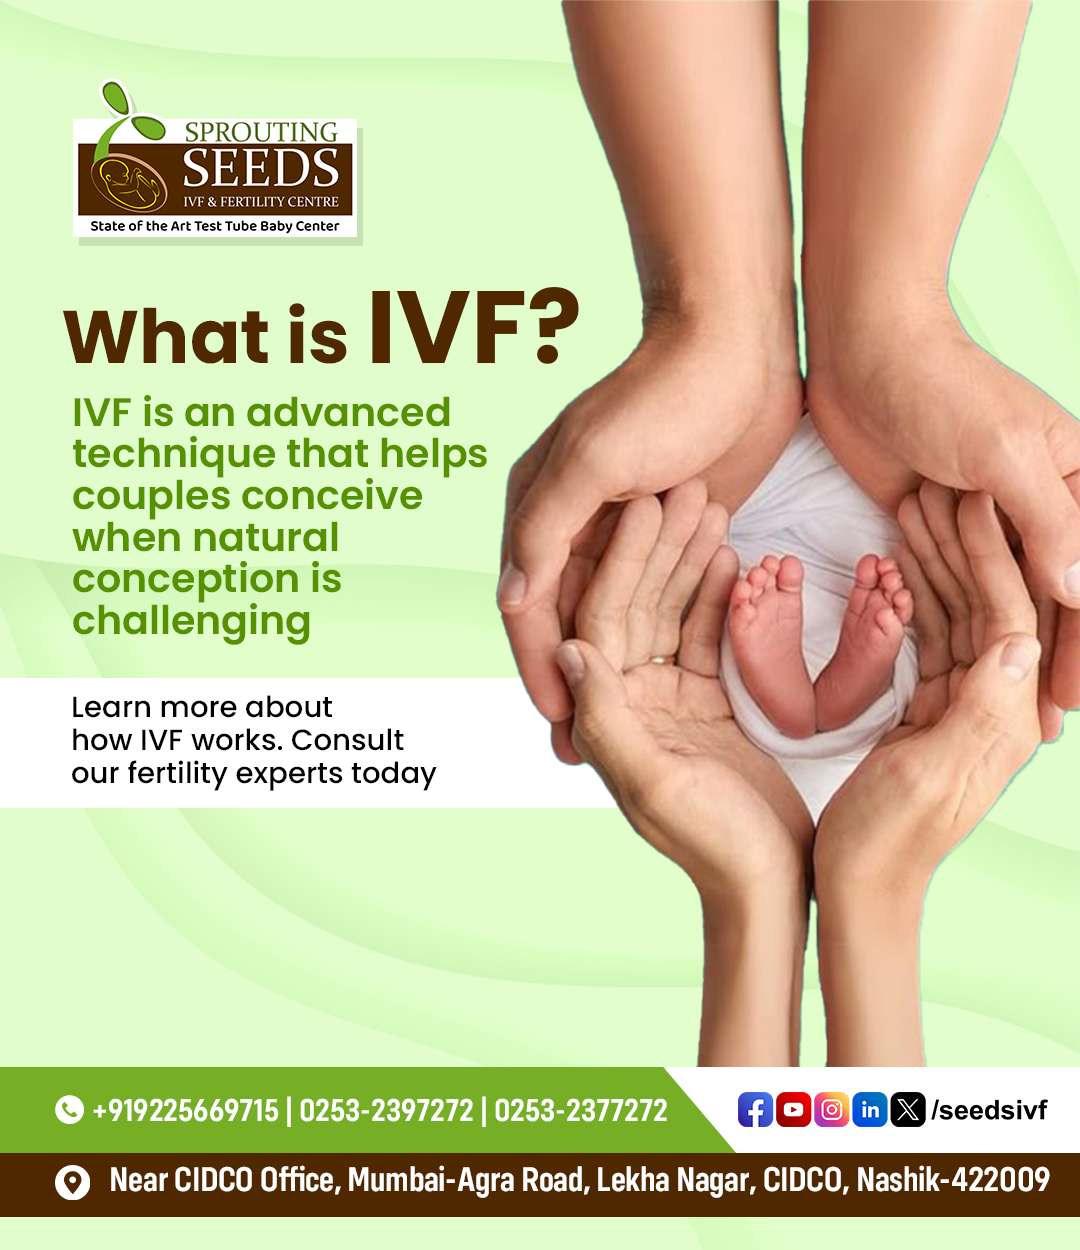 SPROUTING
SEEDS
IVF & FERTILITY CENTRE
State of the Art Test Tube Baby Center
What is IVF?
IVF is an advanced
technique that helps
couples conceive
when natural
conception is
challenging
Learn more about
how IVF works. Consult
our fertility experts today
+919225669715 | 0253-2397272 | 0253-2377272
/seedsivf
Near CIDCO Office, Mumbai-Agra Road, Lekha Nagar, CIDCO, Nashik-422009